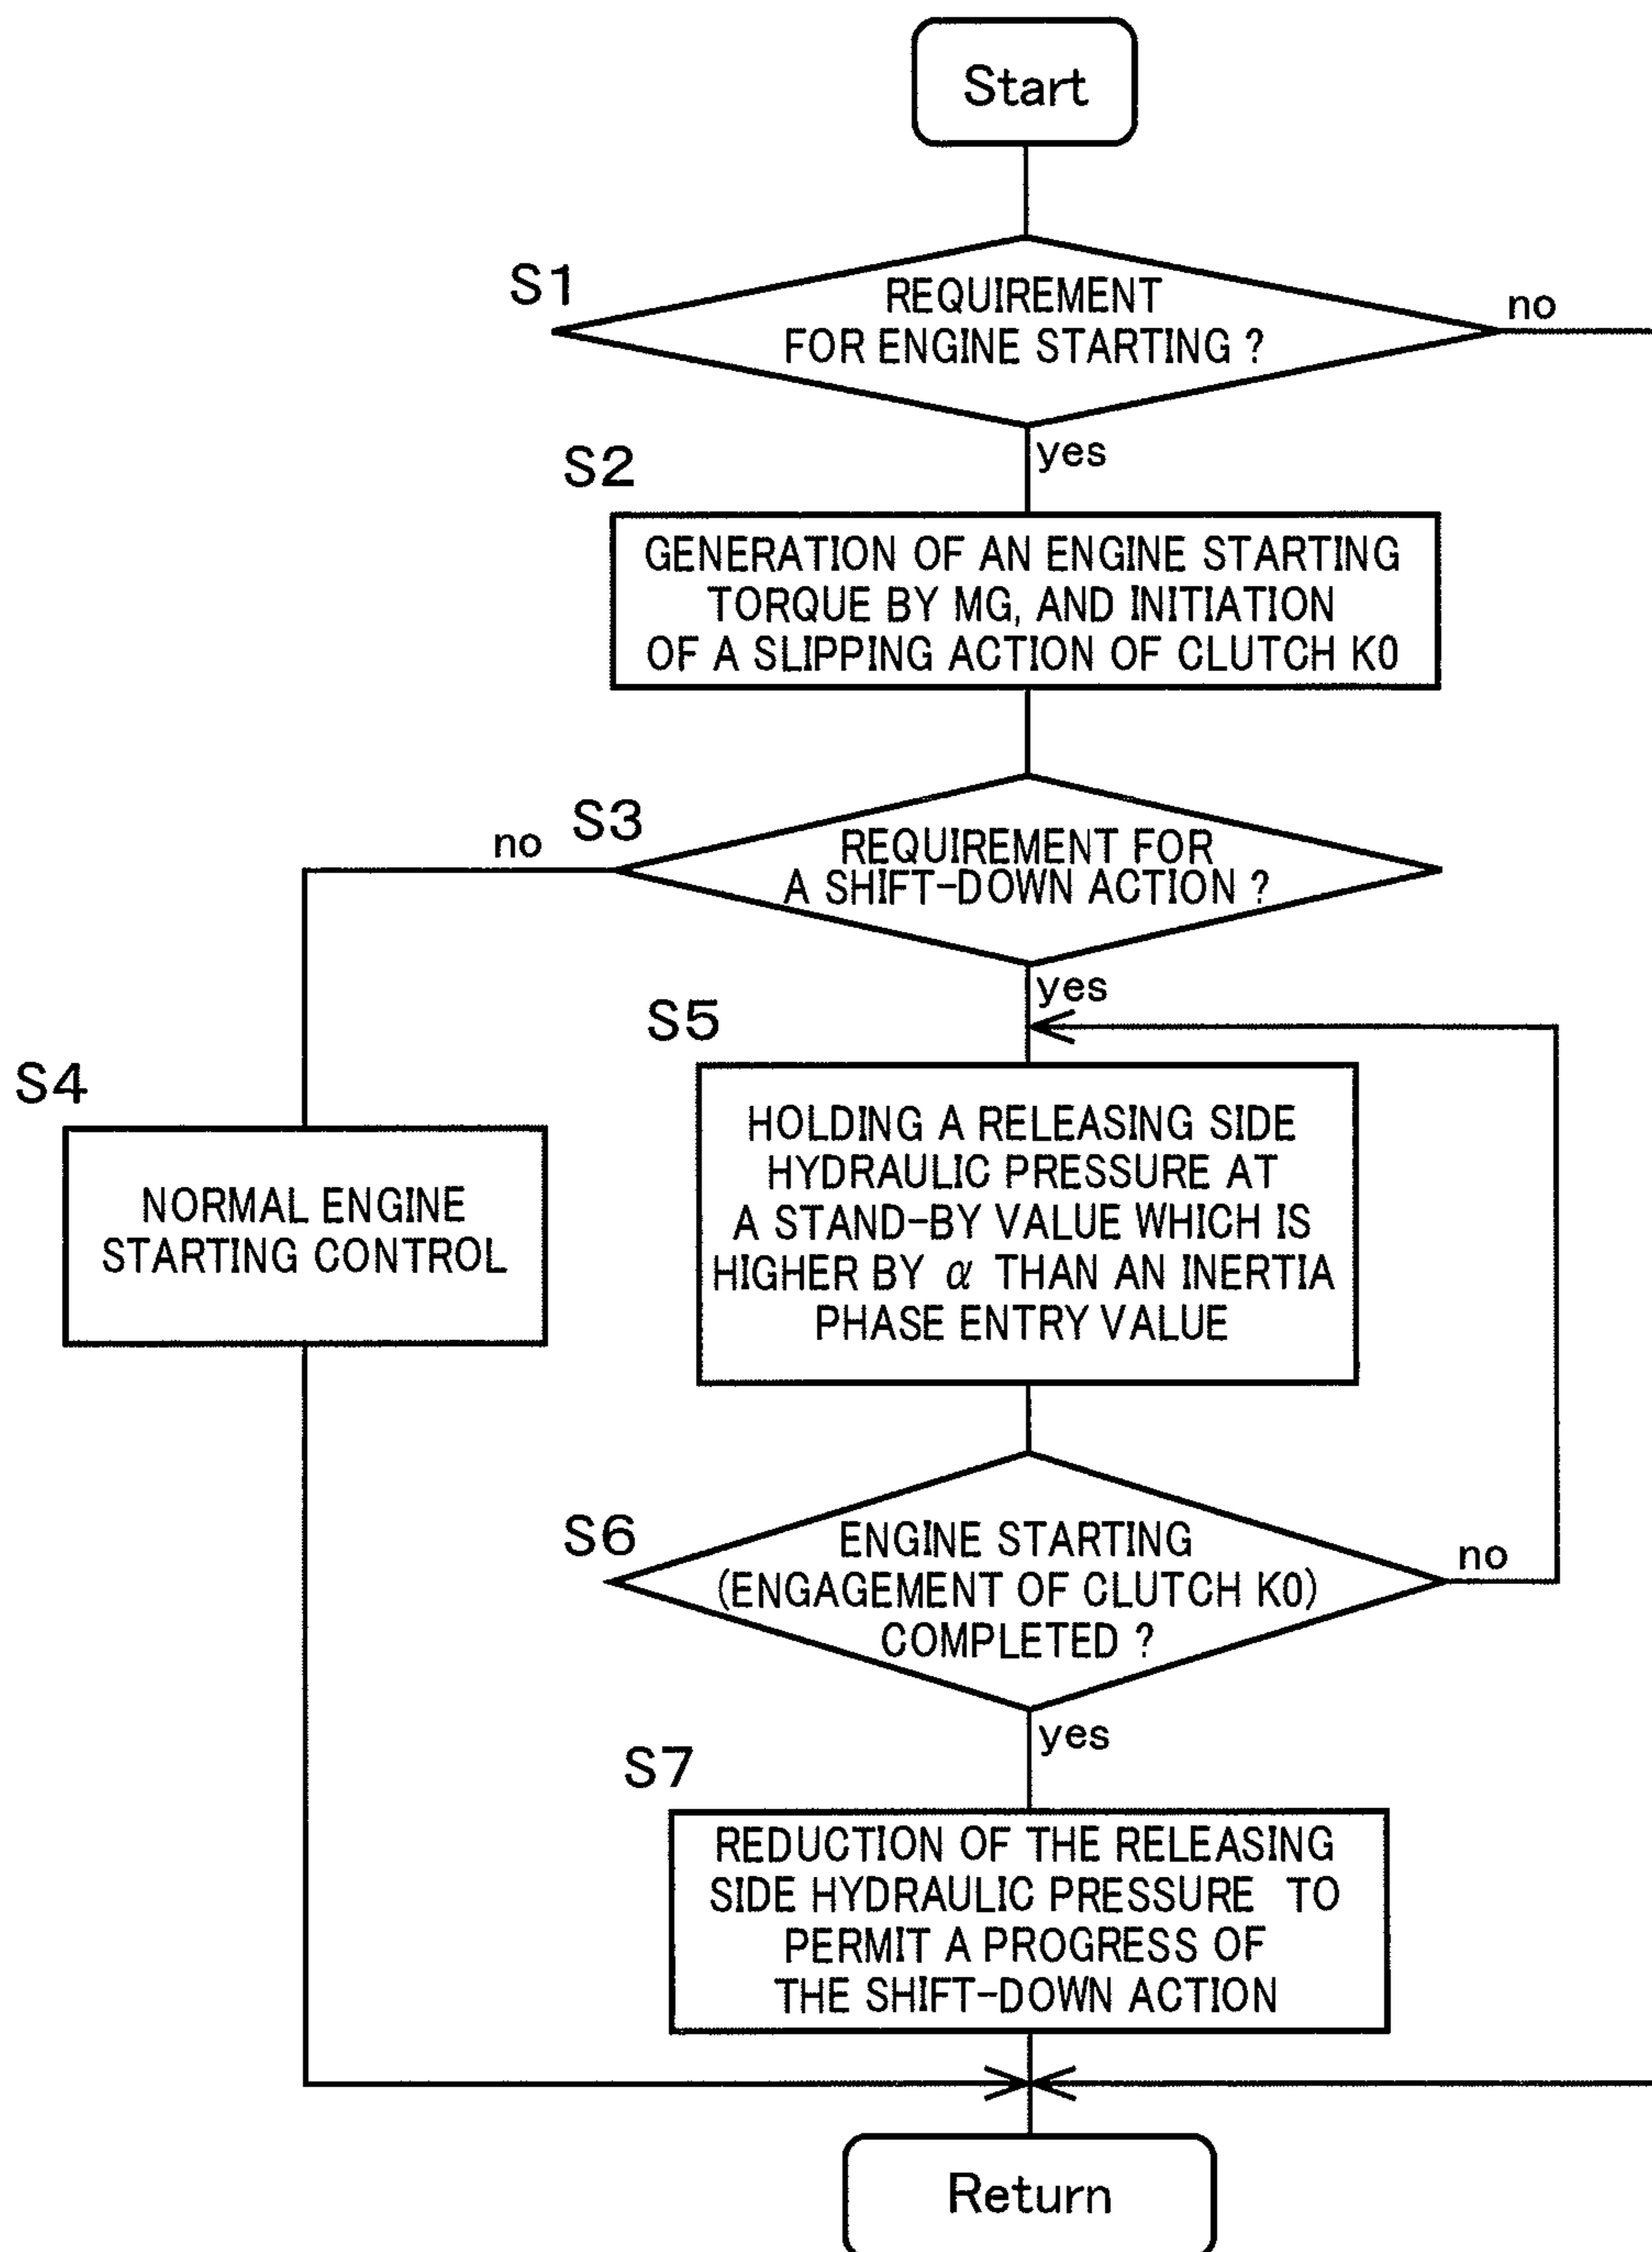 Start
S1
REQUIREMENT
FOR ENGINE STARTING ?
no
yes
S2
GENERATION OF AN ENGINE STARTING
TORQUE BY MG, AND INITIATION
OF A SLIPPING ACTION OF CLUTCH K0
S3
no
REQUIREMENT FOR
A SHIFT-DOWN ACTION ?
yes
S4
NORMAL ENGINE
STARTING CONTROL
S5
HOLDING A RELEASING SIDE
HYDRAULIC PRESSURE AT
A STAND-BY VALUE WHICH IS
HIGHER BY α THAN AN INERTIA
PHASE ENTRY VALUE
S6
ENGINE STARTING
(ENGAGEMENT OF CLUTCH K0)
COMPLETED ?
no
yes
S7
REDUCTION OF THE RELEASING
SIDE HYDRAULIC PRESSURE TO
PERMIT A PROGRESS OF
THE SHIFT-DOWN ACTION
Return